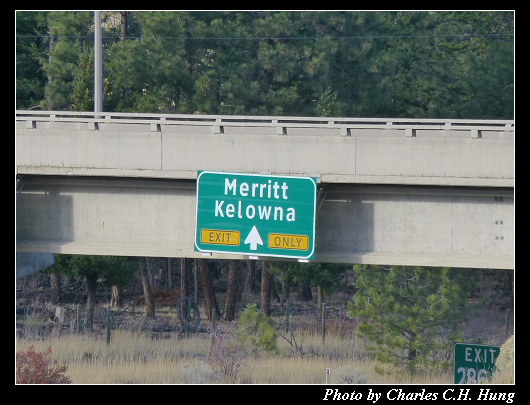 Merritt
Kelowna
EXIT ONLY
EXIT
Photo by Charles C.H. Hung